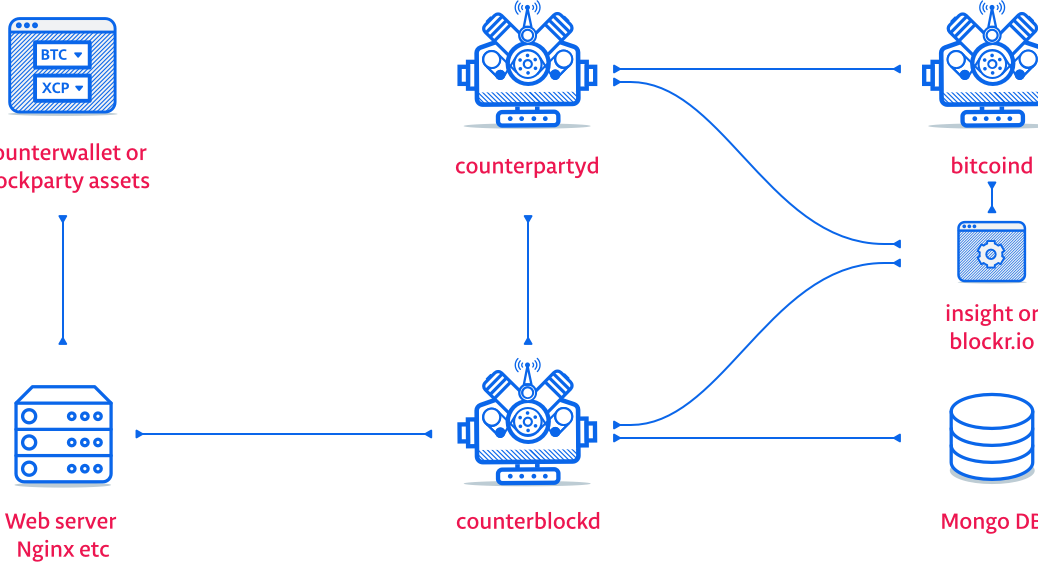 BTC
XCP
ounterwallet or
ockparty assets
counterpartyd
bitcoind
insight or
blockr.io
Web server
Nginx etc
counterblockd
Mongo DB